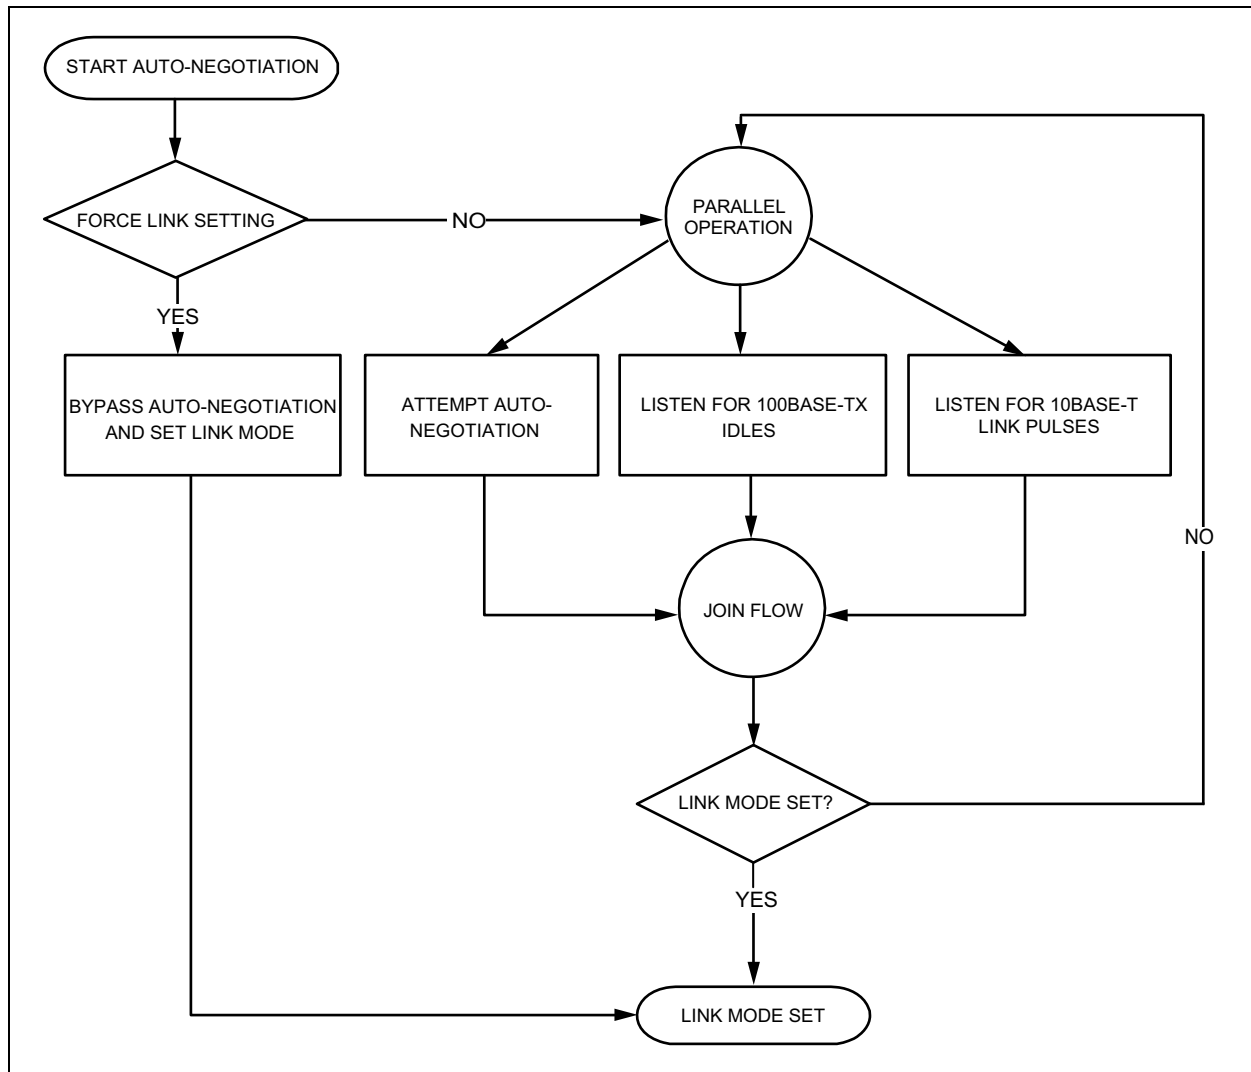 START AUTO-NEGOTIATION
FORCE LINK SETTING
NO
PARALLEL
OPERATION
YES
BYPASS AUTO-NEGOTIATION
AND SET LINK MODE
ATTEMPT AUTO-
NEGOTIATION
LISTEN FOR 100BASE-TX
IDLES
LISTEN FOR 10BASE-T
LINK PULSES
NO
JOIN FLOW
LINK MODE SET?
YES
LINK MODE SET